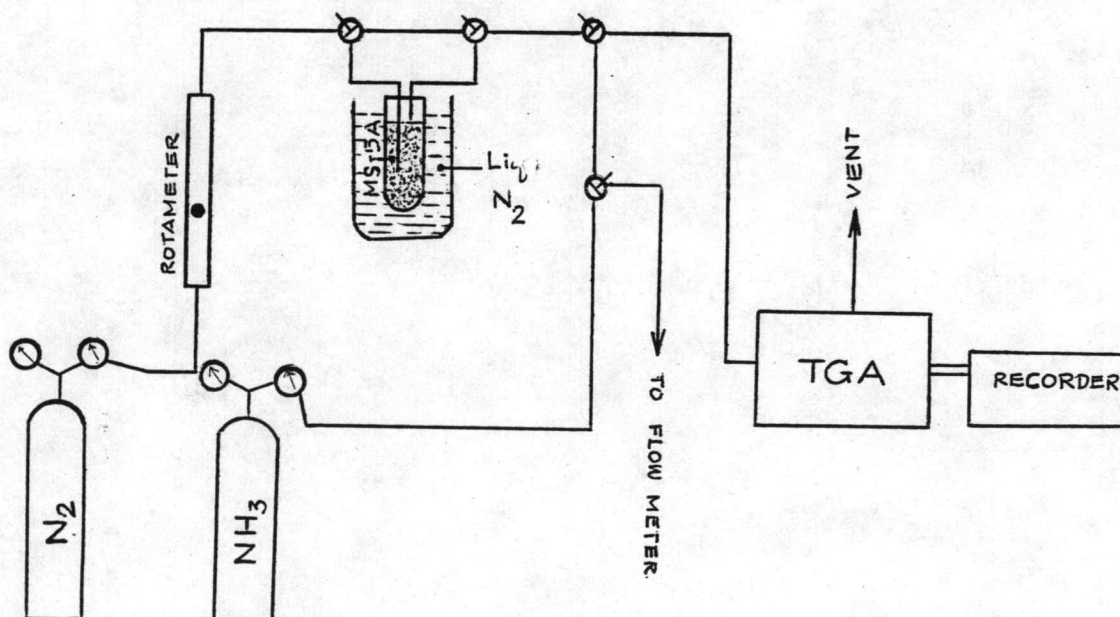 ROTAMETER
MS-5A
N2
VENT
TGA
RECORDER
TO FLOW METER.
N2
NH3